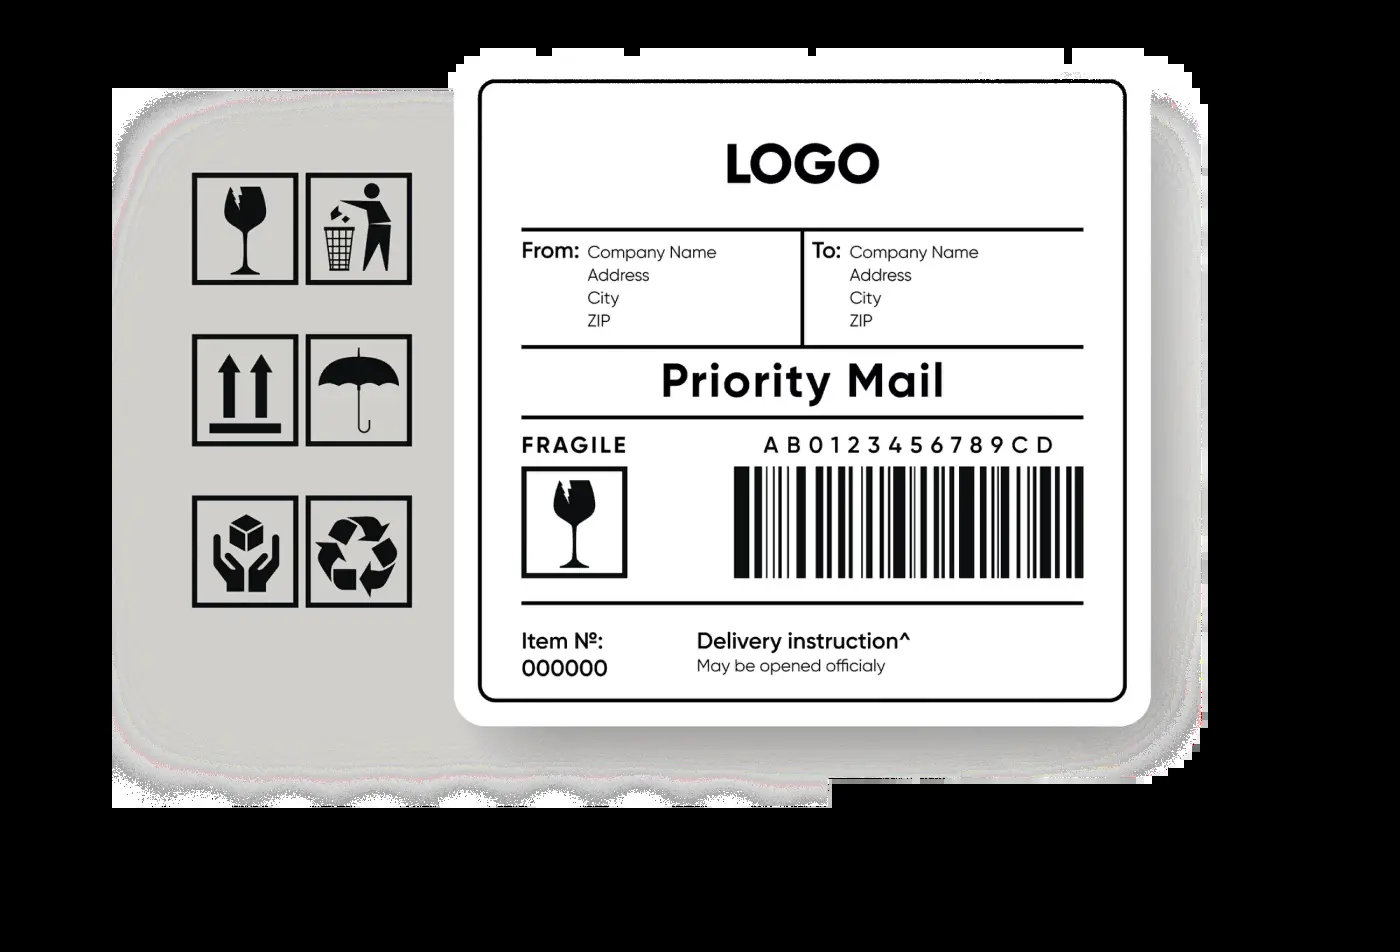 LOGO
From: Company Name
Address
City
ZIP
To: Company Name
Address
City
ZIP
Priority Mail
FRAGILE
AB0123456789CD
Item Nº:
000000
Delivery instruction^
May be opened officialy